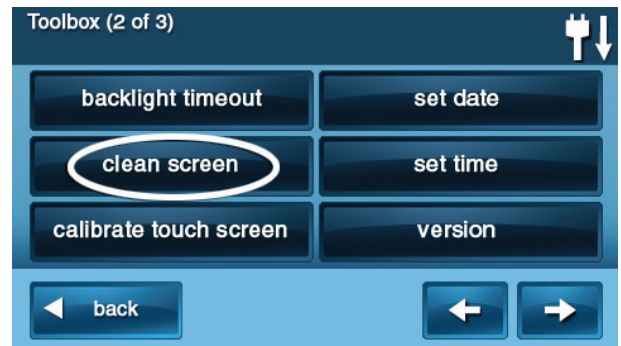 Toolbox (2 of 3)
backlight timeout
set date
clean screen
set time
calibrate touch screen
version
back